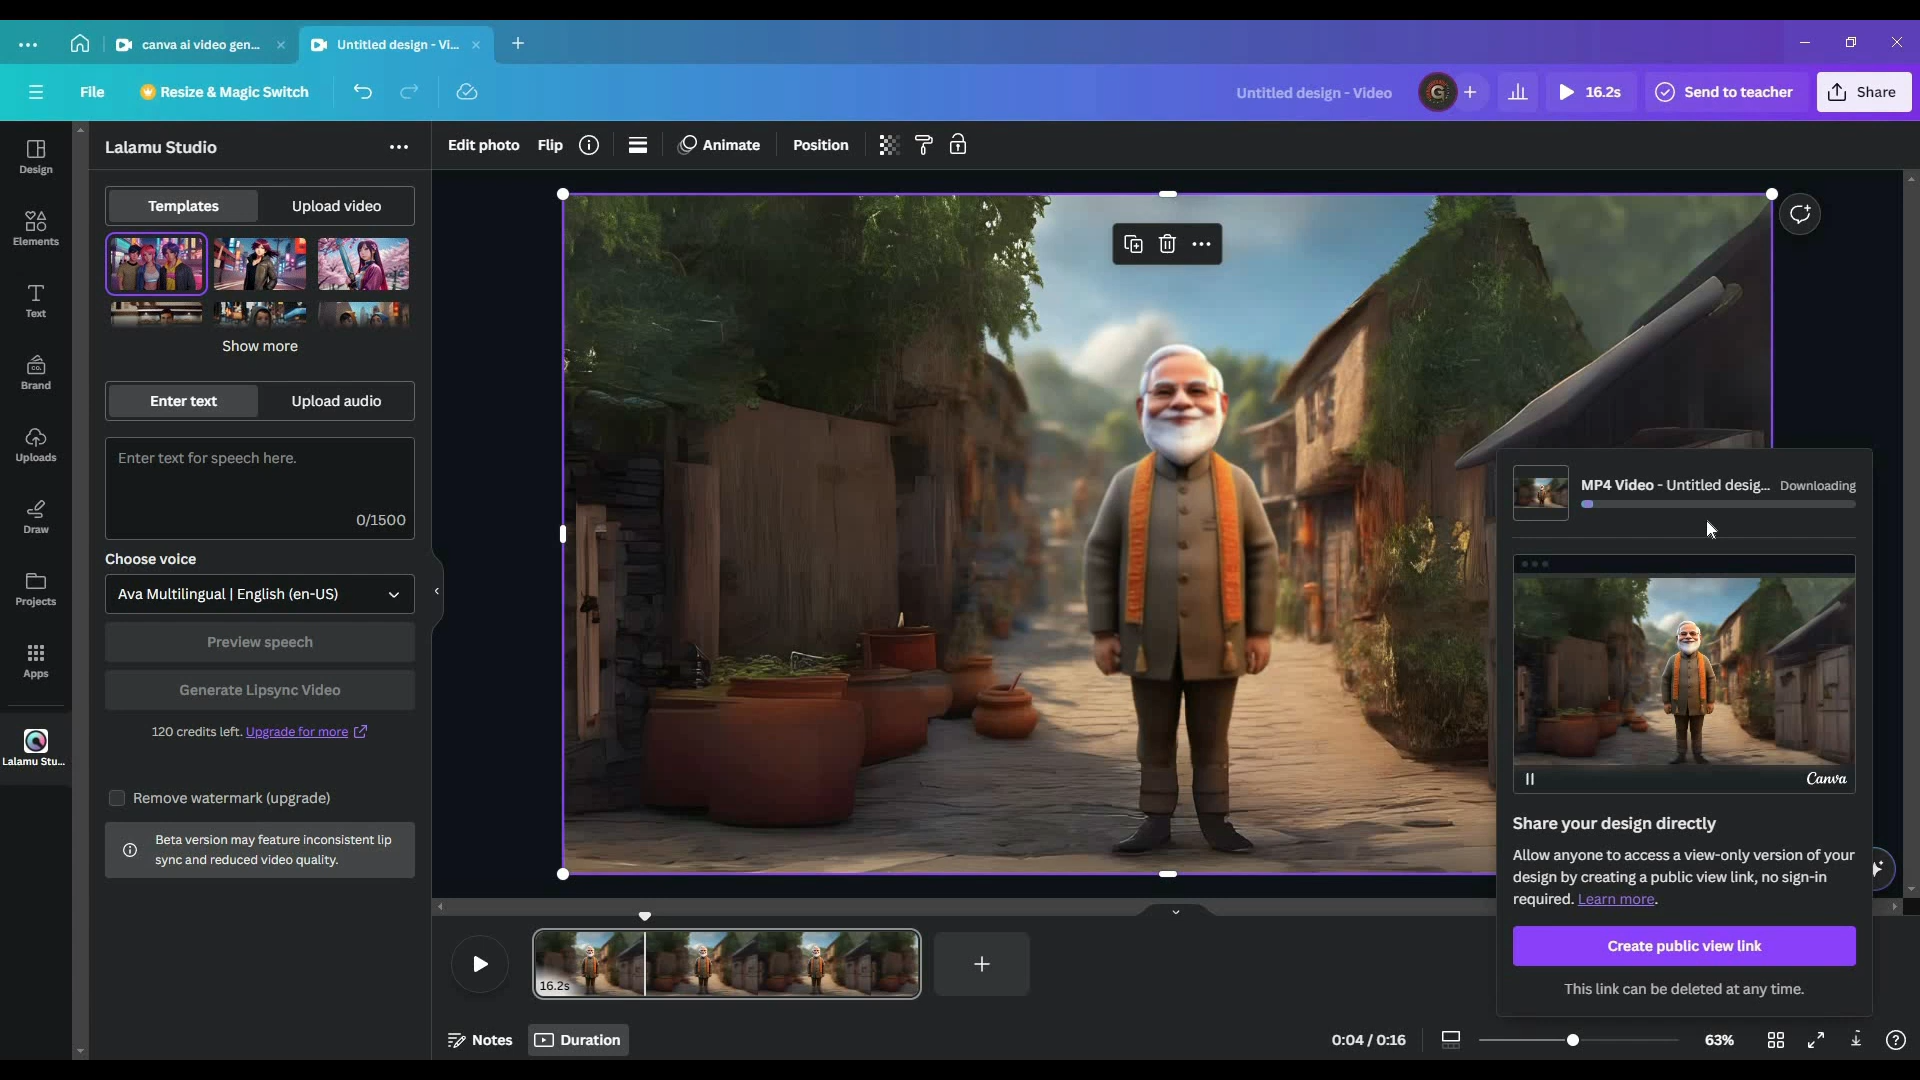 canva ai video gen...
Untitled design - Vi...
File
Resize & Magic Switch
Untitled design - Video
G
16.2s
Send to teacher
Share
Design
Elements
Text
Brand
Uploads
Draw
Projects
Apps
Lalamu Stu...
Lalamu Studio
Templates
Upload video
Show more
Enter text
Upload audio
Enter text for speech here.
0/1500
Choose voice
Ava Multilingual | English (en-US)
Preview speech
Generate Lipsync Video
120 credits left. Upgrade for more
Remove watermark (upgrade)
Beta version may feature inconsistent lip
sync and reduced video quality.
Edit photo
Flip
Animate
Position
MP4 Video - Untitled desig...
Downloading
Canva
Share your design directly
Allow anyone to access a view-only version of your
design by creating a public view link, no sign-in
required. Learn more.
Create public view link
This link can be deleted at any time.
16.2s
Notes
Duration
0:04 / 0:16
63%